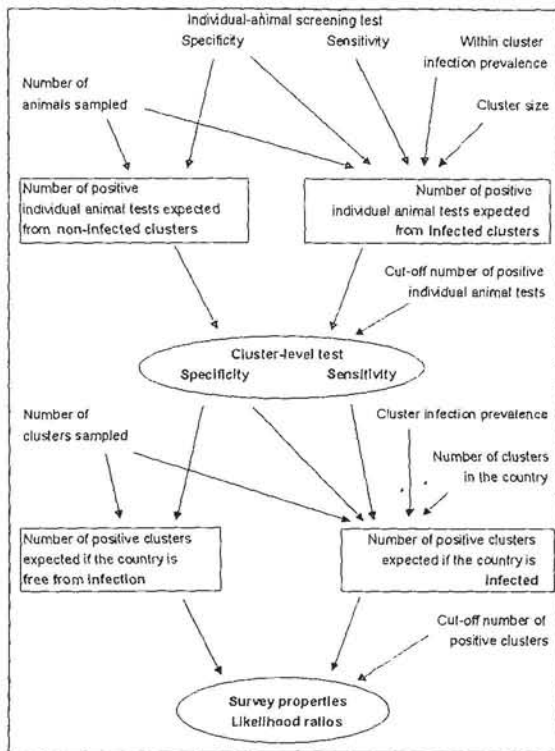 Individual-animal screening test
Specificity Sensitivity
Within cluster
infection prevalence
Number of
animals sampled
Cluster size
Number of positive
individual animal tests expected
from non-infected clusters
Number of positive
individual animal tests expected
from infected clusters
Cut-off number of positive
individual animal tests
Cluster-level test
Specificity Sensitivity
Number of
clusters sampled
Cluster infection prevalence
Number of clusters
in the country
Number of positive clusters
expected if the country is
free from infection
Number of positive clusters
expected if the country is
infected
Cut-off number of
positive clusters
Survey properties
Likelihood ratios